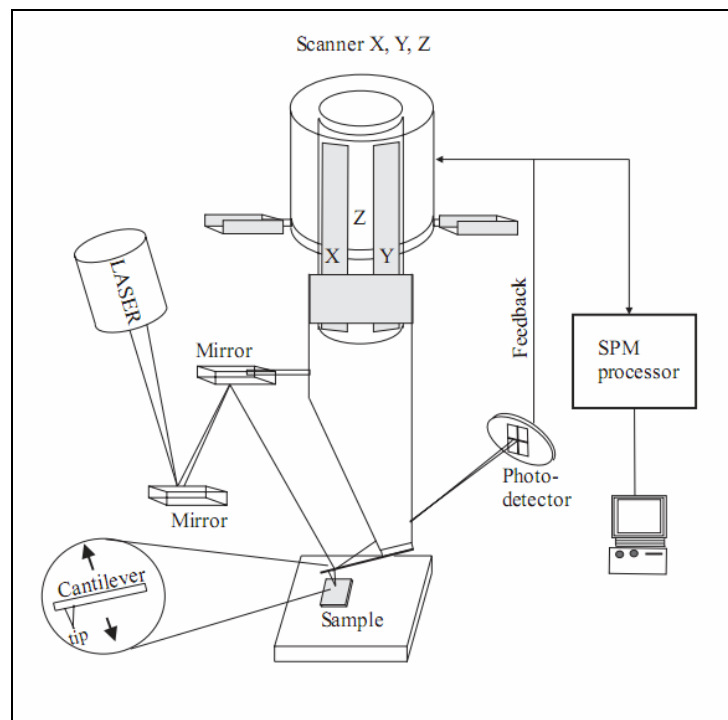 Scanner X, Y, Z
Z
X
Y
LASER
Feedback
Mirror
SPM
processor
Photo-
detector
Mirror
Cantilever
tip
Sample